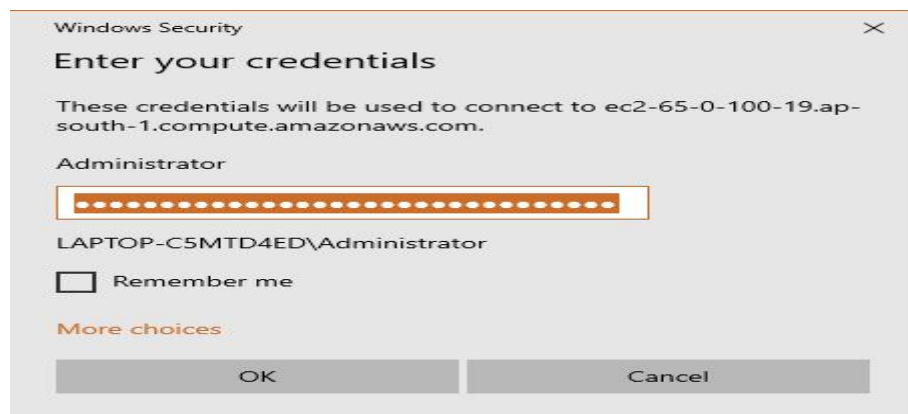 Windows Security
Enter your credentials
These credentials will be used to connect to ec2-65-0-100-19.ap-
south-1.compute.amazonaws.com.
Administrator
●●●●●●●●●●●●●●●●●●●●●●●●●●●●●●●●
LAPTOP-C5MTD4ED\Administrator
Remember me
More choices
OK Cancel